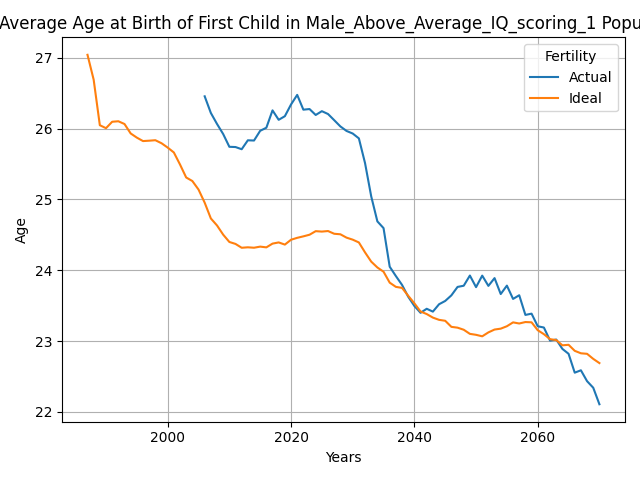 Average Age at Birth of First Child in Male_Above_Average_IQ_scoring_1 Popu
Fertility
Actual
Ideal
27
26
25
24
23
22
Age
2000
2020
2040
2060
Years